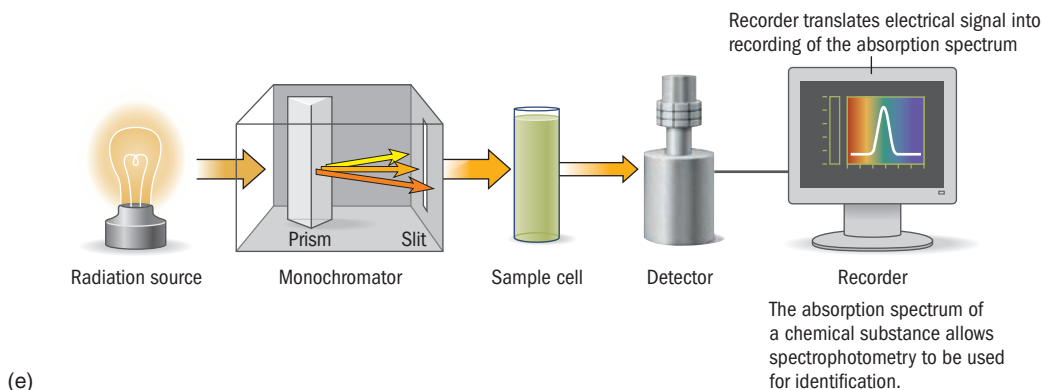 Recorder translates electrical signal into
recording of the absorption spectrum
Prism
Slit
Radiation source
Monochromator
Sample cell
Detector
Recorder
The absorption spectrum of
a chemical substance allows
spectrophotometry to be used
for identification.
(e)